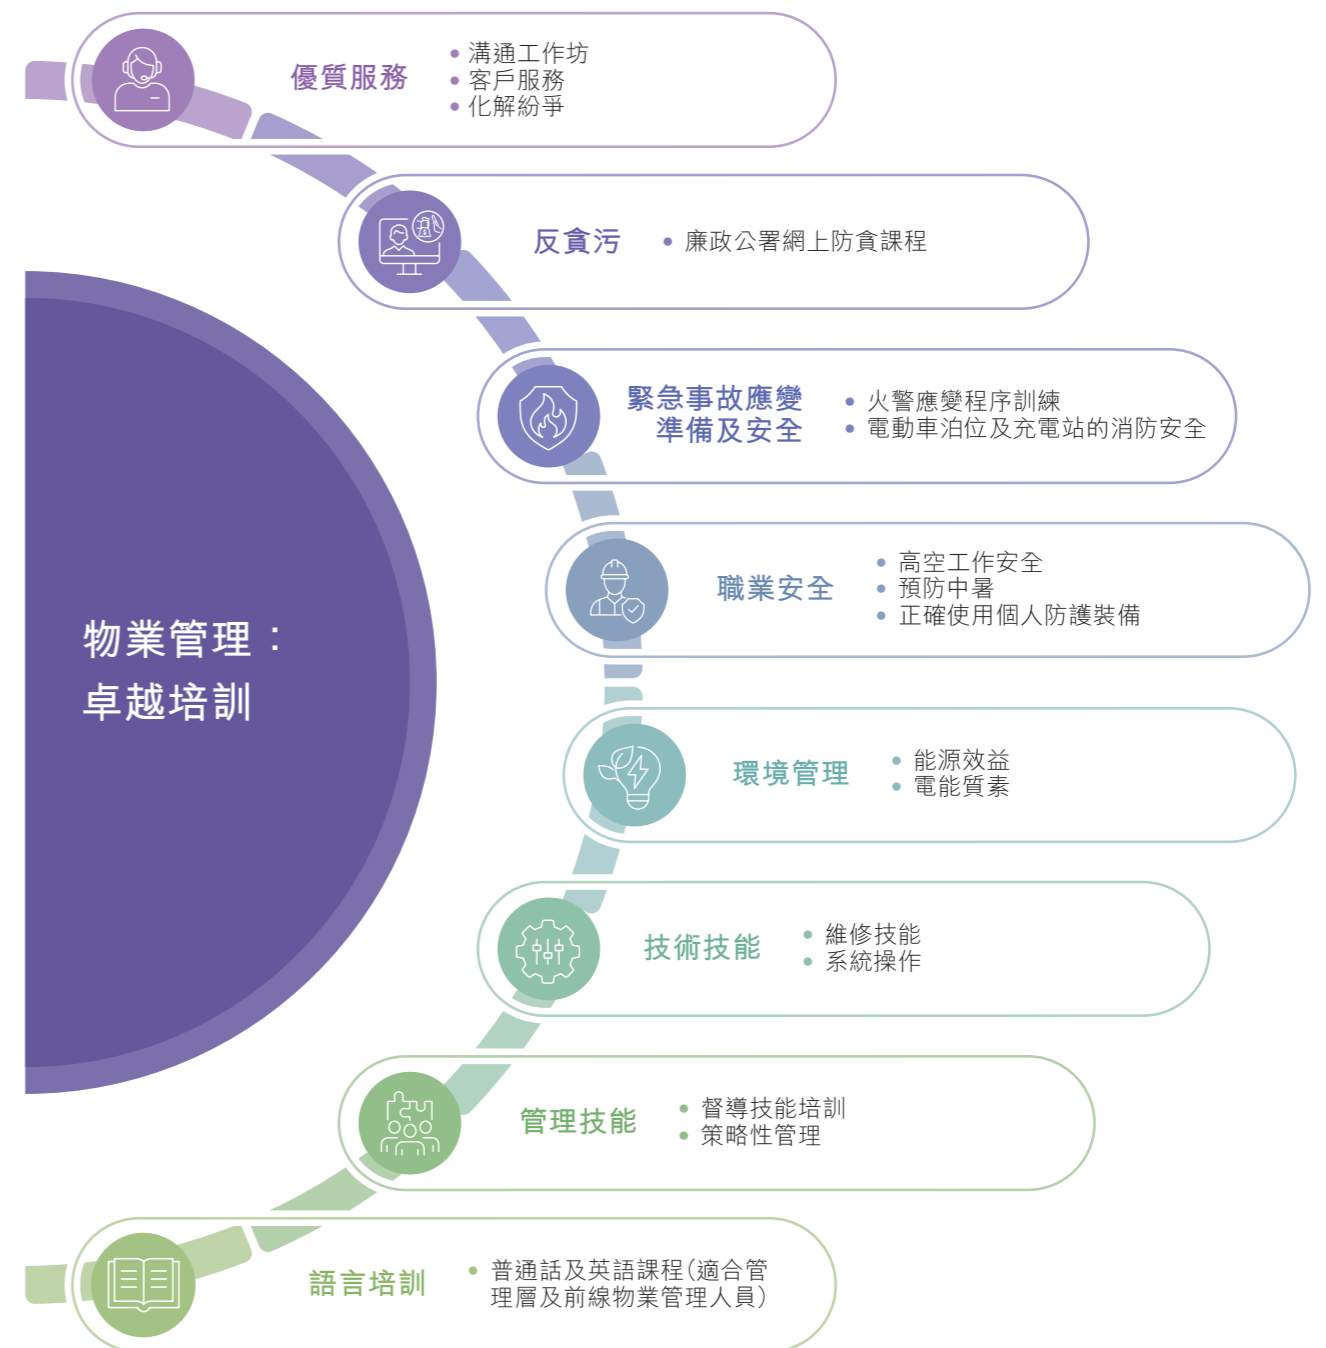 優質服務
• 溝通工作坊
• 客戶服務
• 化解紛爭
反貪污
• 廉政公署網上防貪課程
緊急事故應變
準備及安全
• 火警應變程序訓練
• 電動車泊位及充電站的消防安全
物業管理：
卓越培訓
職業安全
• 高空工作安全
• 預防中暑
• 正確使用個人防護裝備
環境管理
• 能源效益
• 電能質素
技術技能
• 維修技能
• 系統操作
管理技能
• 督導技能培訓
• 策略性管理
語言培訓
• 普通話及英語課程（適合管
理層及前線物業管理人員）